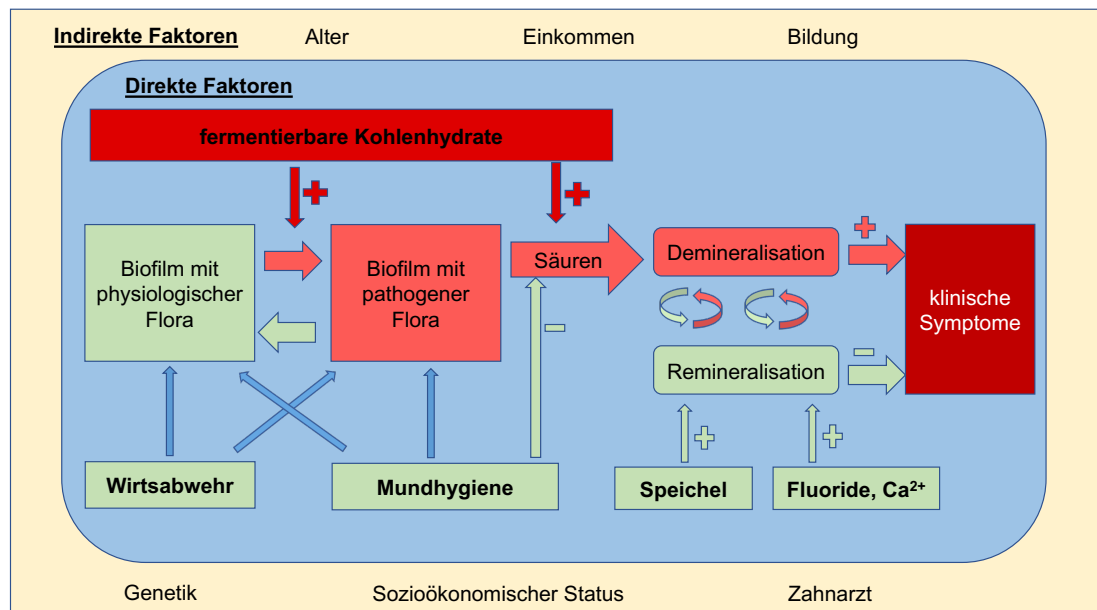 Indirekte Faktoren Alter Einkommen Bildung
Direkte Faktoren
fermentierbare Kohlenhydrate
+ +
Biofilm mit
physiologischer
Flora
Biofilm mit
pathogener
Flora
Säuren
Demineralisation
+
klinische
Symptome
–
Remineralisation
–
+ +
Wirtsabwehr
Mundhygiene
Speichel
Fluoride, Ca²⁺
Genetik Sozioökonomischer Status Zahnarzt